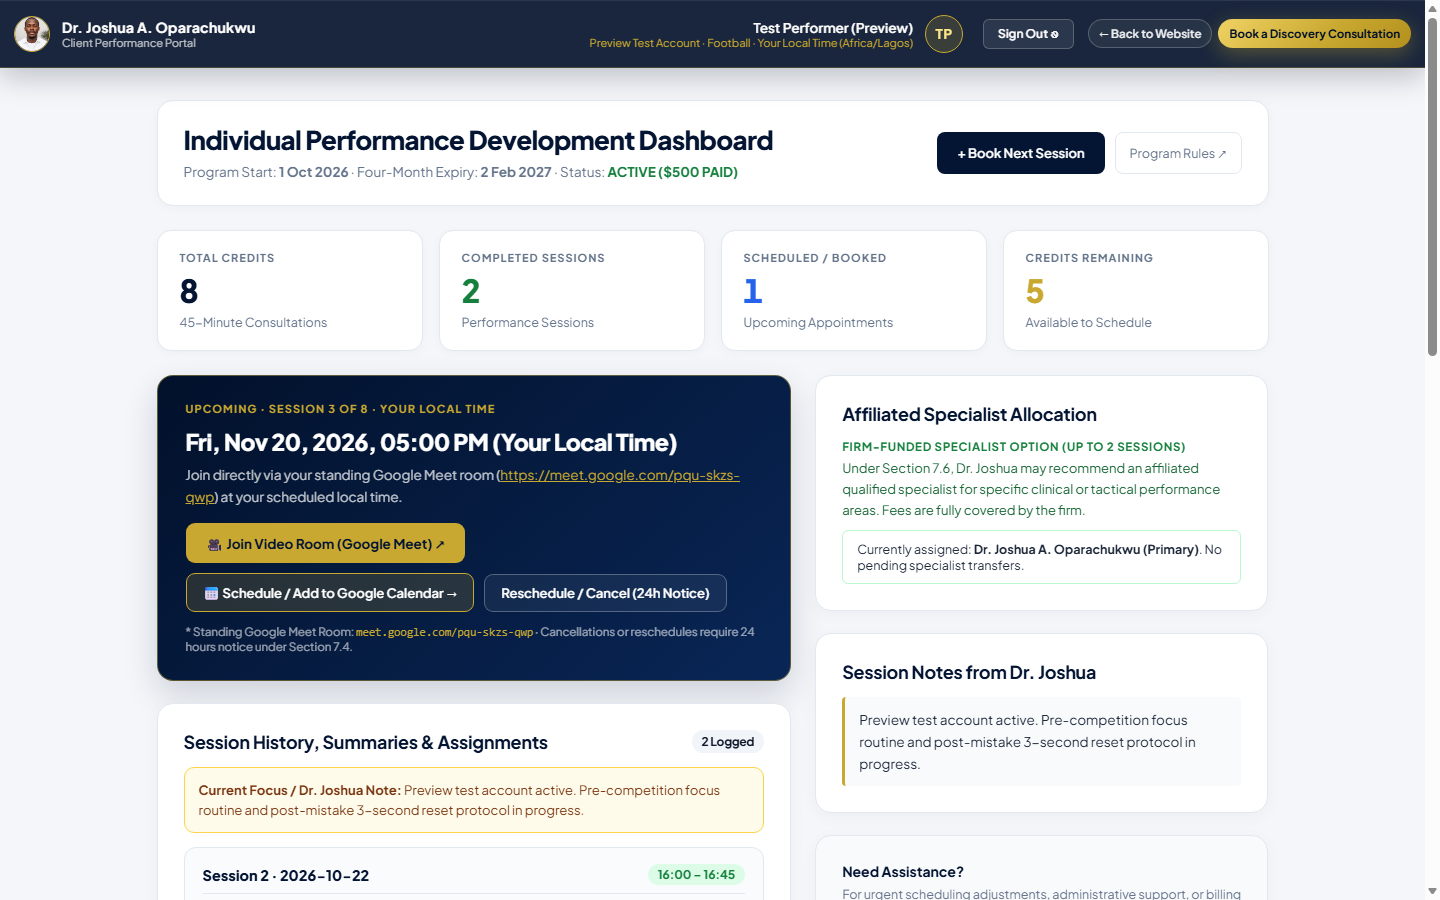 Dr. Joshua A. Oparachukwu
Client Performance Portal
Test Performer (Preview)
Preview Test Account · Football · Your Local Time (Africa/Lagos)
TP
Sign Out
← Back to Website
Book a Discovery Consultation
Individual Performance Development Dashboard
Program Start: 1 Oct 2026 · Four-Month Expiry: 2 Feb 2027 · Status: ACTIVE ($500 PAID)
+ Book Next Session
Program Rules ↗
TOTAL CREDITS
8
45-Minute Consultations
COMPLETED SESSIONS
2
Performance Sessions
SCHEDULED / BOOKED
1
Upcoming Appointments
CREDITS REMAINING
5
Available to Schedule
UPCOMING · SESSION 3 OF 8 · YOUR LOCAL TIME
Fri, Nov 20, 2026, 05:00 PM (Your Local Time)
Join directly via your standing Google Meet room (https://meet.google.com/pqu-skzs-
qwp) at your scheduled local time.
Join Video Room (Google Meet) ↗
Schedule / Add to Google Calendar →
Reschedule / Cancel (24h Notice)
* Standing Google Meet Room: meet.google.com/pqu-skzs-qwp · Cancellations or reschedules require 24
hours notice under Section 7.4.
Session History, Summaries & Assignments
2 Logged
Current Focus / Dr. Joshua Note: Preview test account active. Pre-competition focus
routine and post-mistake 3-second reset protocol in progress.
Session 2 · 2026-10-22
16:00 – 16:45
Affiliated Specialist Allocation
FIRM-FUNDED SPECIALIST OPTION (UP TO 2 SESSIONS)
Under Section 7.6, Dr. Joshua may recommend an affiliated
qualified specialist for specific clinical or tactical performance
areas. Fees are fully covered by the firm.
Currently assigned: Dr. Joshua A. Oparachukwu (Primary). No
pending specialist transfers.
Session Notes from Dr. Joshua
Preview test account active. Pre-competition focus
routine and post-mistake 3-second reset protocol in
progress.
Need Assistance?
For urgent scheduling adjustments, administrative support, or billing